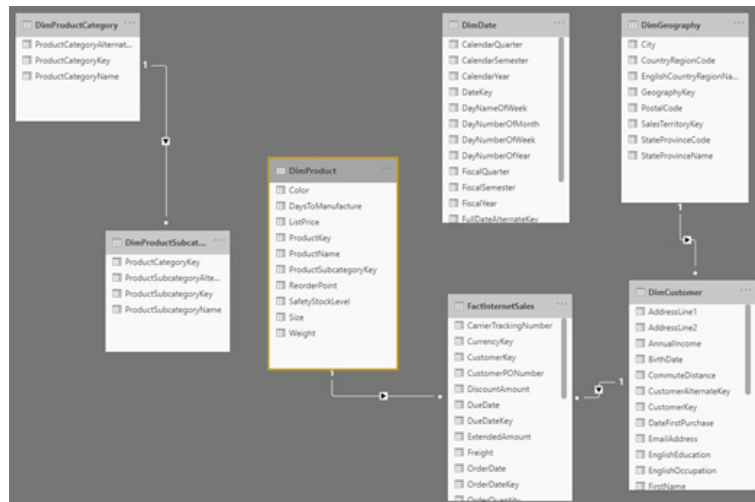 DimProductCategory
ProductCategoryAlternat...
ProductCategoryKey
ProductCategoryName
1
DimProductSubcat...
ProductCategoryKey
ProductSubcategoryAlte...
ProductSubcategoryKey
ProductSubcategoryName
DimProduct
Color
DaysToManufacture
ListPrice
ProductKey
ProductName
ProductSubcategoryKey
ReorderPoint
SafetyStockLevel
Size
Weight
1
DimDate
CalendarQuarter
CalendarSemester
CalendarYear
DateKey
DayNameOfWeek
DayNumberOfMonth
DayNumberOfWeek
DayNumberOfYear
FiscalQuarter
FiscalSemester
FiscalYear
FullDateAlternateKey
FactInternetSales
CarrierTrackingNumber
CurrencyKey
CustomerKey
CustomerPONumber
DiscountAmount
DueDate
DueDateKey
ExtendedAmount
Freight
OrderDate
OrderDateKey
OrderQuantity
DimGeography
City
CountryRegionCode
EnglishCountryRegionNa...
GeographyKey
PostalCode
SalesTerritoryKey
StateProvinceCode
StateProvinceName
1
DimCustomer
AddressLine1
AddressLine2
AnnualIncome
BirthDate
CommuteDistance
CustomerAlternateKey
CustomerKey
DateFirstPurchase
EmailAddress
EnglishEducation
EnglishOccupation
FirstName
1